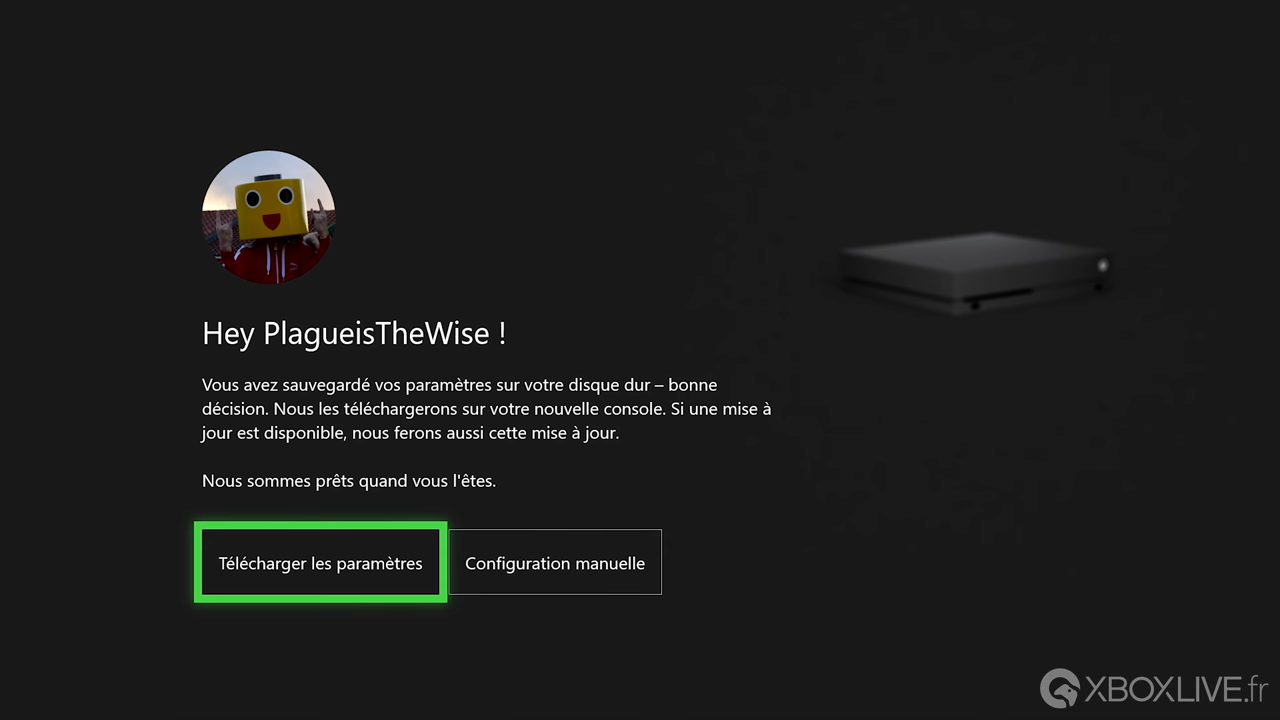 Hey PlagueisTheWise !
Vous avez sauvegardé vos paramètres sur votre disque dur – bonne
décision. Nous les téléchargerons sur votre nouvelle console. Si une mise à
jour est disponible, nous ferons aussi cette mise à jour.
Nous sommes prêts quand vous l'êtes.
Télécharger les paramètres
Configuration manuelle
XBOXLIVE.fr